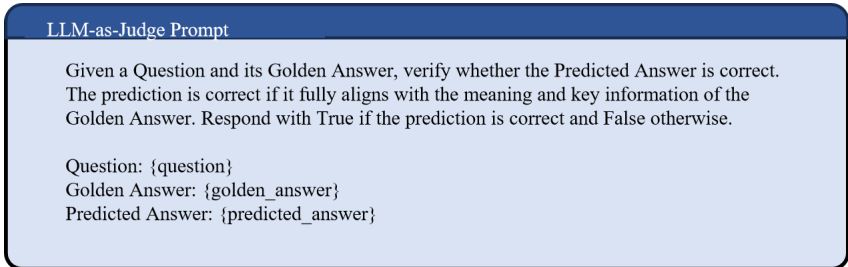 LLM-as-Judge Prompt
Given a Question and its Golden Answer, verify whether the Predicted Answer is correct.
The prediction is correct if it fully aligns with the meaning and key information of the
Golden Answer. Respond with True if the prediction is correct and False otherwise.
Question: {question}
Golden Answer: {golden_answer}
Predicted Answer: {predicted_answer}